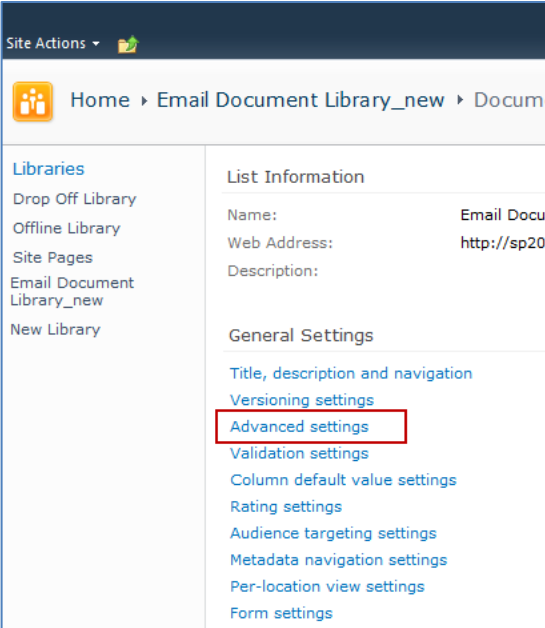 Site Actions
Home Email Document Library_new Docum
Libraries
Drop Off Library
Offline Library
Site Pages
Email Document
Library_new
New Library
List Information
Name: Email Docu
Web Address: http://sp20
Description:
General Settings
Title, description and navigation
Versioning settings
Advanced settings
Validation settings
Column default value settings
Rating settings
Audience targeting settings
Metadata navigation settings
Per-location view settings
Form settings